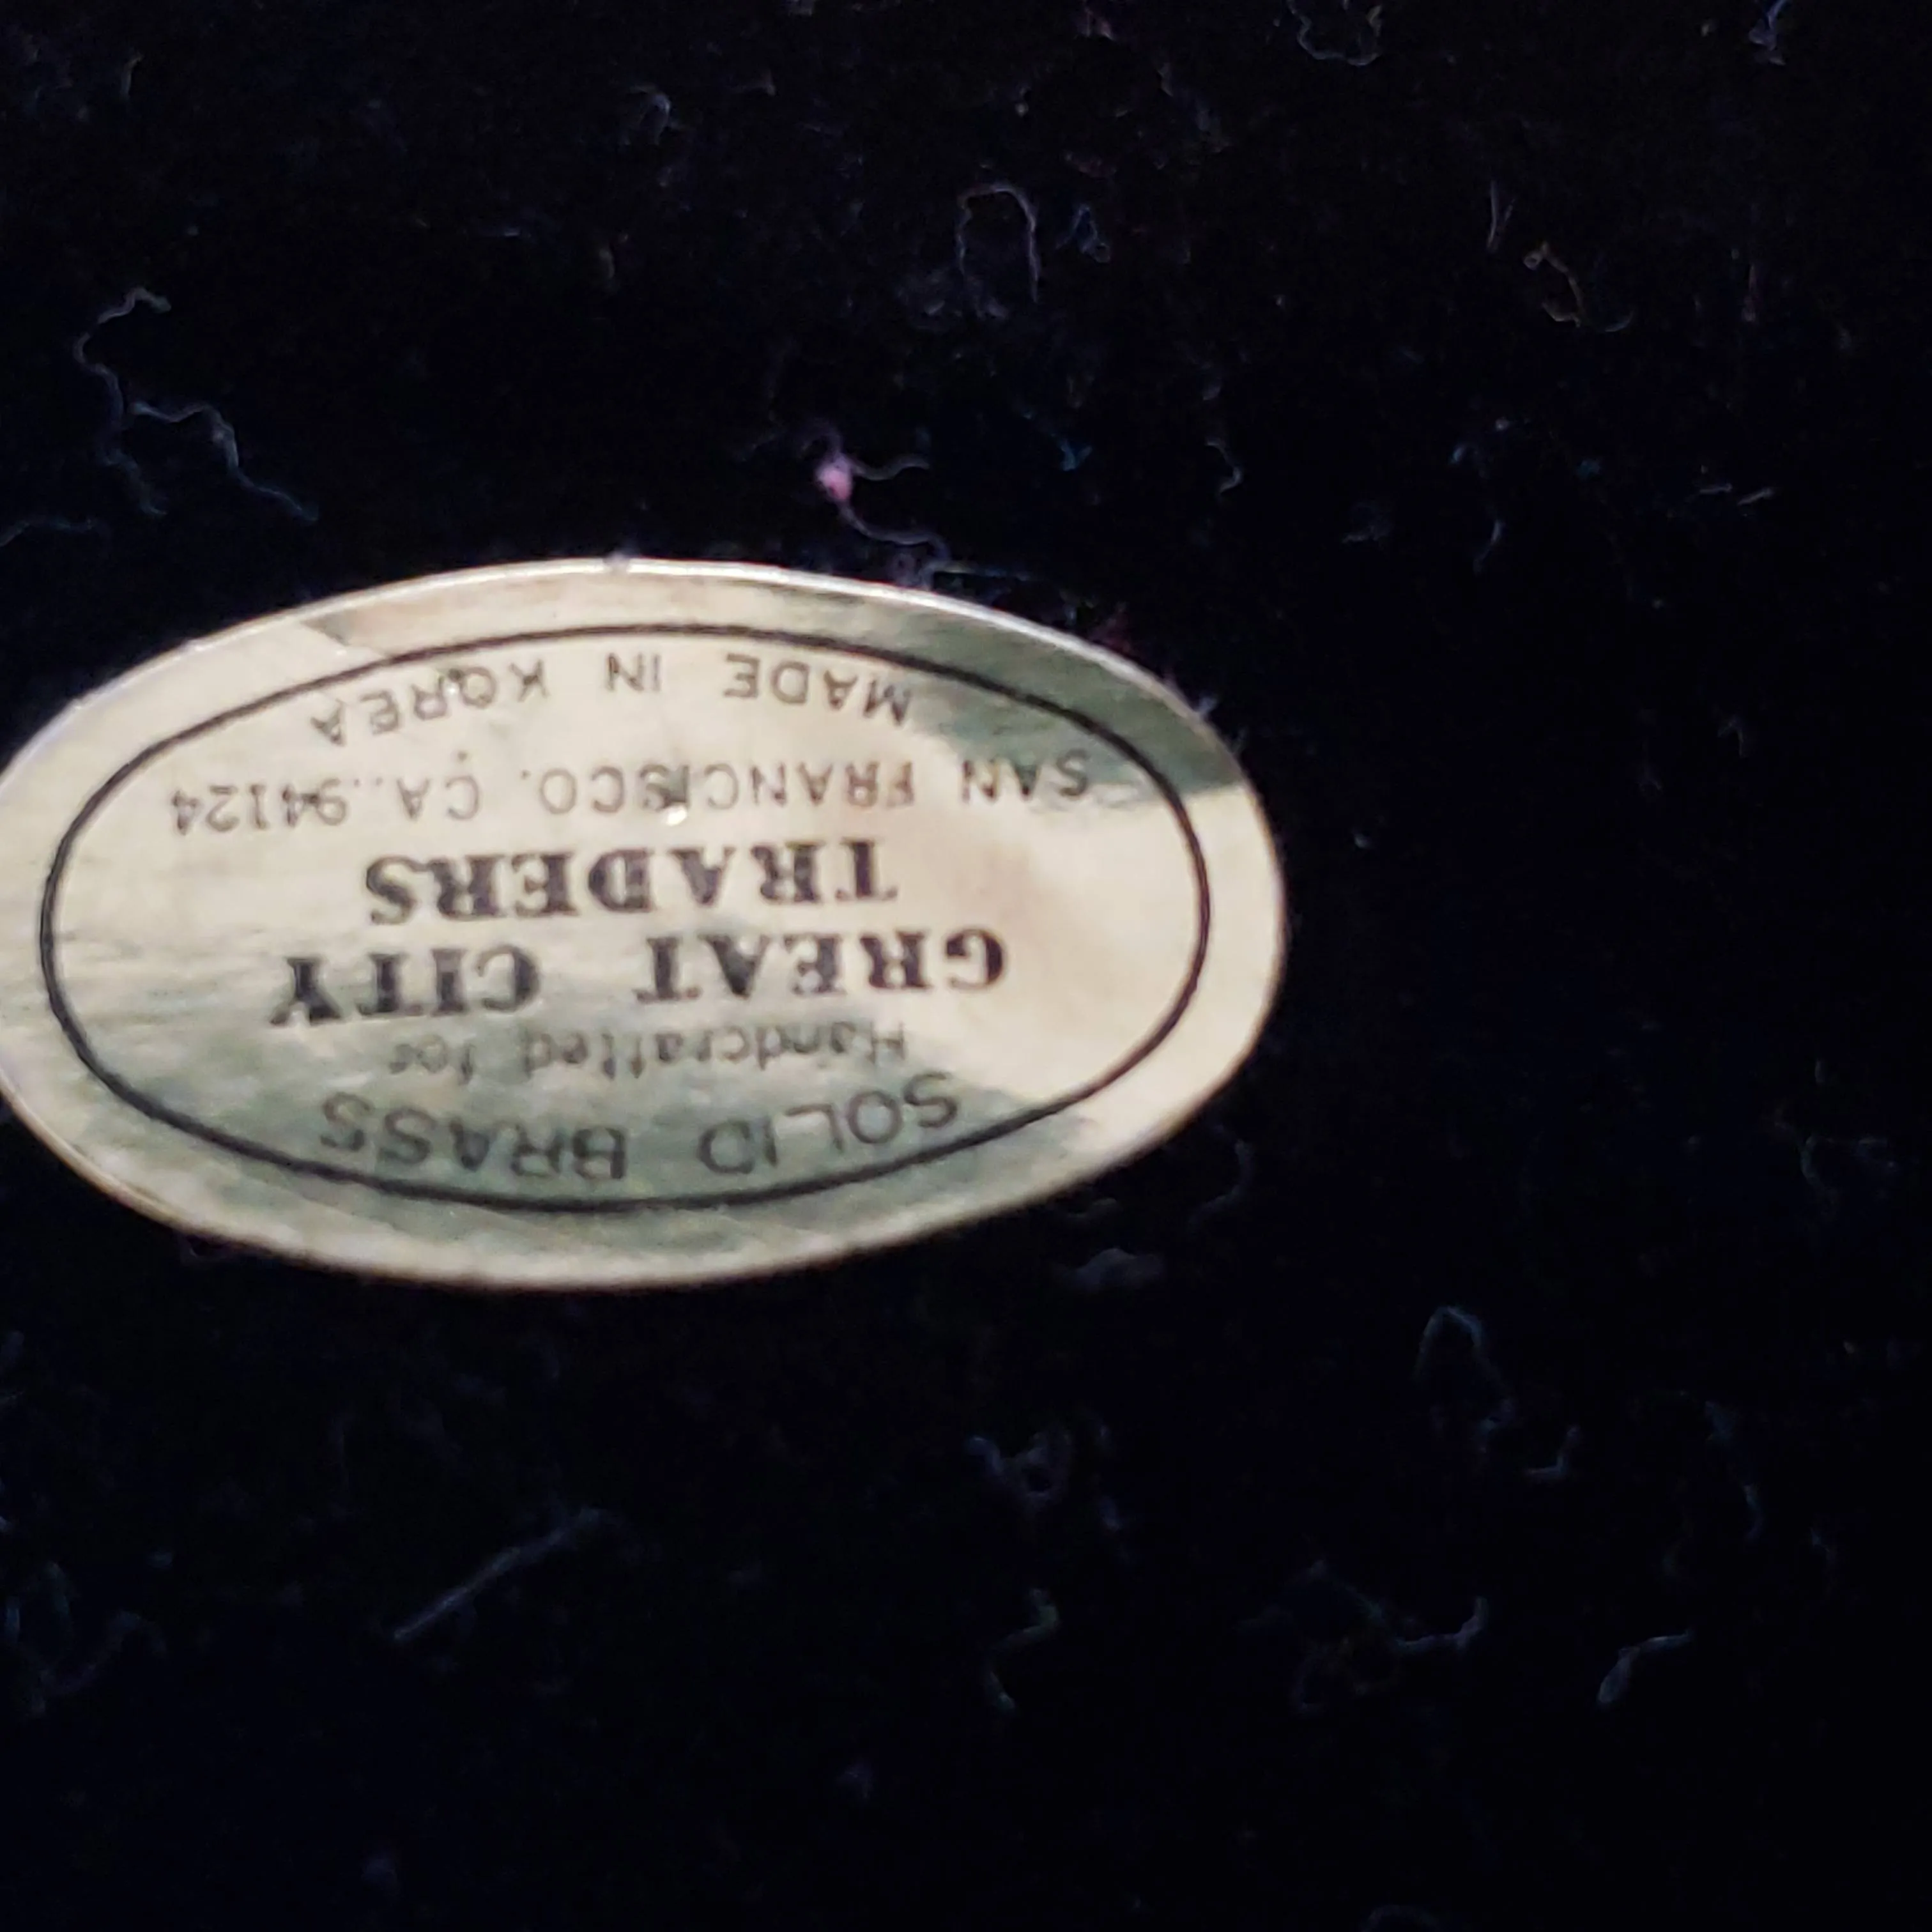 SOLID BRASS
Handcrafted for
GREAT CITY
TRADERS
SAN FRANCISCO. CA..94124
MADE IN KOREA